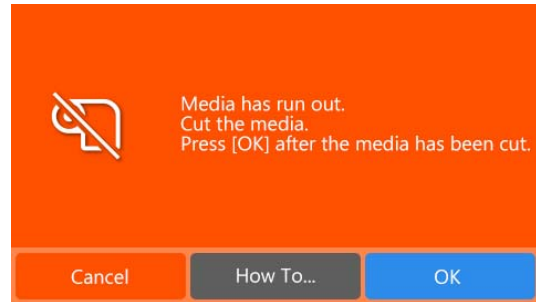 Media has run out.
Cut the media.
Press [OK] after the media has been cut.
Cancel
How To...
OK